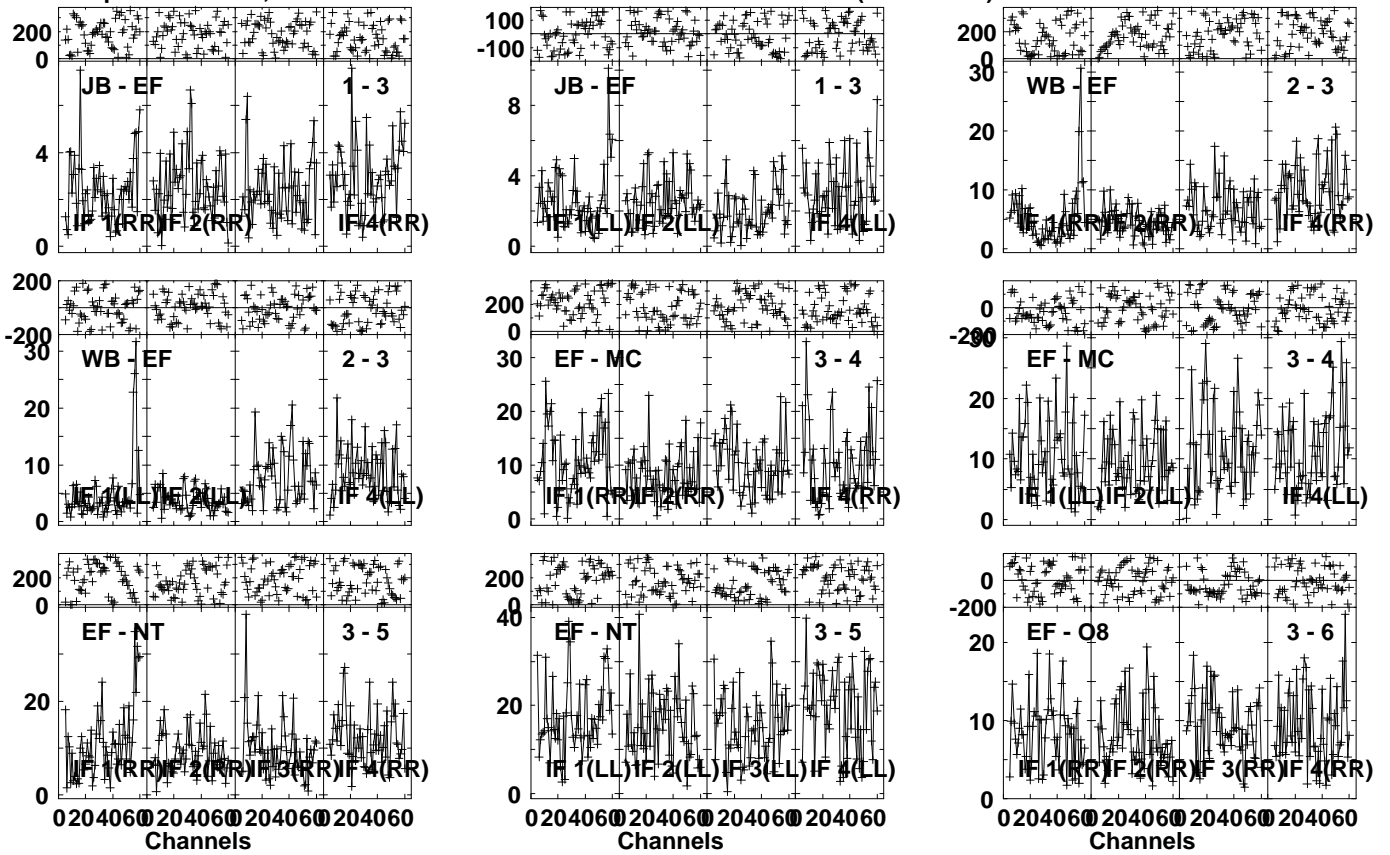 200
0
JB - EF
1 - 3
4
0
IF 1(RR)
IF 2(RR)
IF 4(RR)
100
-100
JB - EF
1 - 3
8
4
0
IF 1(LL)
IF 2(LL)
IF 4(LL)
200
0
30
WB - EF
2 - 3
20
10
0
IF 1(RR)
IF 2(RR)
IF 4(RR)
200
0
-200
30
WB - EF
2 - 3
20
10
0
IF 1(LL)
IF 2(LL)
IF 4(LL)
200
0
30
EF - MC
3 - 4
20
10
0
IF 1(RR)
IF 2(RR)
IF 4(RR)
0
-200
30
EF - MC
3 - 4
20
10
0
IF 1(LL)
IF 2(LL)
IF 4(LL)
200
0
EF - NT
3 - 5
20
0
IF 1(RR)
IF 2(RR)
IF 3(RR)
IF 4(RR)
0 20 40 60 0 20 40 60 0 20 40 60 0 20 40 60
Channels
200
0
40
EF - NT
3 - 5
20
0
IF 1(LL)
IF 2(LL)
IF 3(LL)
IF 4(LL)
0 20 40 60 0 20 40 60 0 20 40 60 0 20 40 60
Channels
0
-200
20
EF - O8
3 - 6
10
0
IF 1(RR)
IF 2(RR)
IF 3(RR)
IF 4(RR)
0 20 40 60 0 20 40 60 0 20 40 60 0 20 40 60
Channels